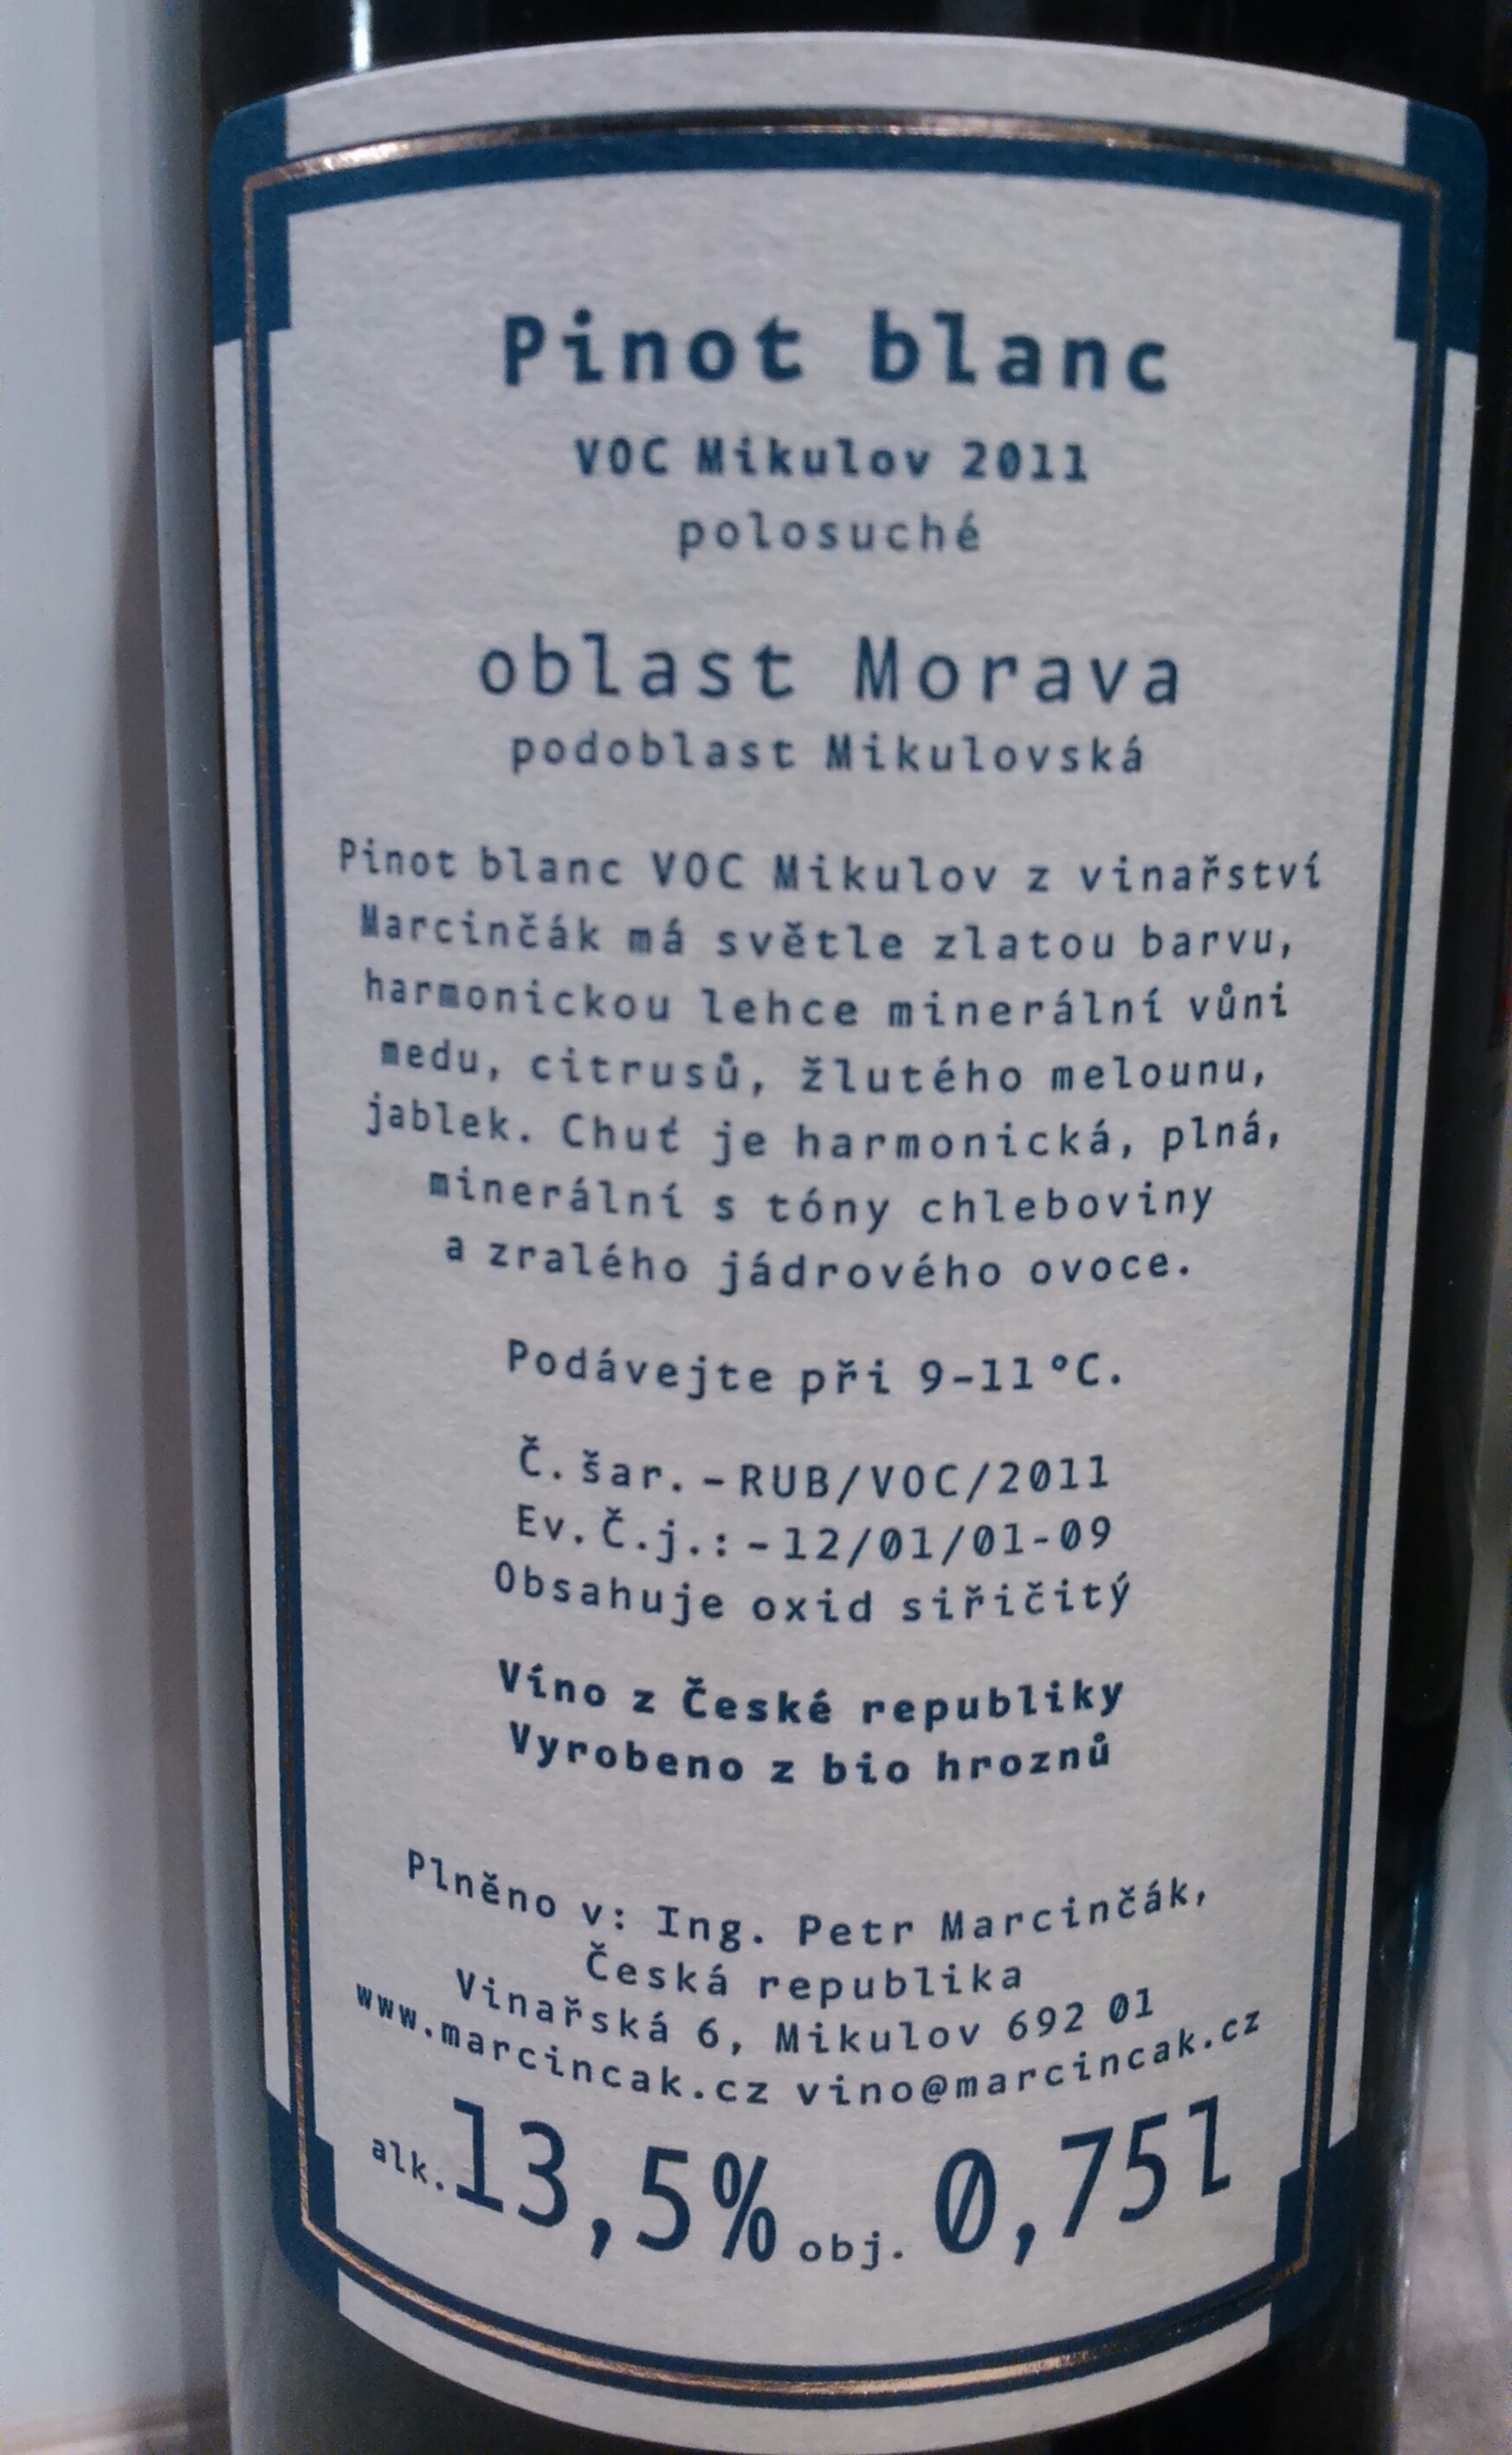 Pinot blanc
VOC Mikulov 2011
polosuché
oblast Morava
podoblast Mikulovská
Pinot blanc VOC Mikulov z vinařství
Marcinčák má světle zlatou barvu,
harmonickou lehce minerální vůni
medu, citrusů, žlutého melounu,
jablek. Chuť je harmonická, plná,
minerální s tóny chleboviny
a zralého jádrového ovoce.
Podávejte při 9-11°C.
Č.šar.-RUB/VOC/2011
Ev.Č.j.:-12/01/01-09
Obsahuje oxid siřičitý
Víno z České republiky
Vyrobeno z bio hroznů
Plněno v: Ing. Petr Marcinčák,
Česká republika
Vinařská 6, Mikulov 692 01
www.marcincak.cz vino@marcincak.cz
alk.13,5% obj. 0,75l